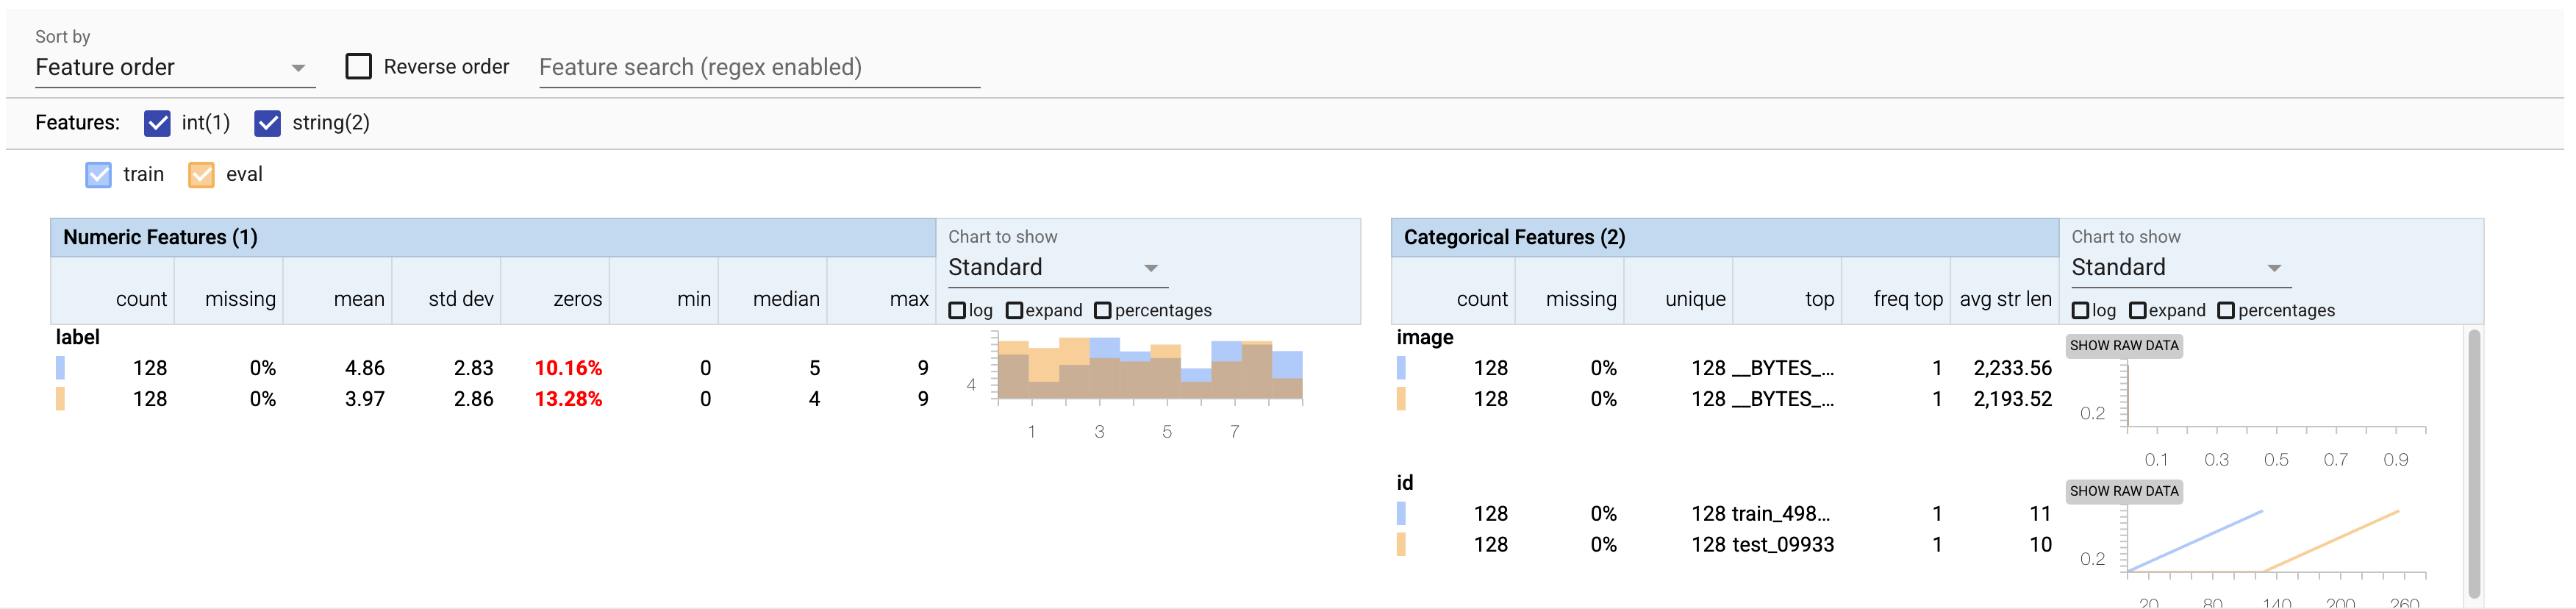 Sort by
Feature order
Reverse order
Feature search (regex enabled)
Features:
int(1)
string(2)
train
eval
Numeric Features (1)
count missing mean std dev zeros min median max
Chart to show
Standard
log expand percentages
label
128 0% 4.86 2.83 10.16% 0 5 9
128 0% 3.97 2.86 13.28% 0 4 9
4
1 3 5 7
Categorical Features (2)
count missing unique top freq top avg str len
Chart to show
Standard
log expand percentages
image
128 0% 128 __BYTES_... 1 2,233.56
128 0% 128 __BYTES_... 1 2,193.52
SHOW RAW DATA
0.2
0.1 0.3 0.5 0.7 0.9
id
128 0% 128 train_498... 1 11
128 0% 128 test_09933 1 10
SHOW RAW DATA
0.2
20 80 140 200 260